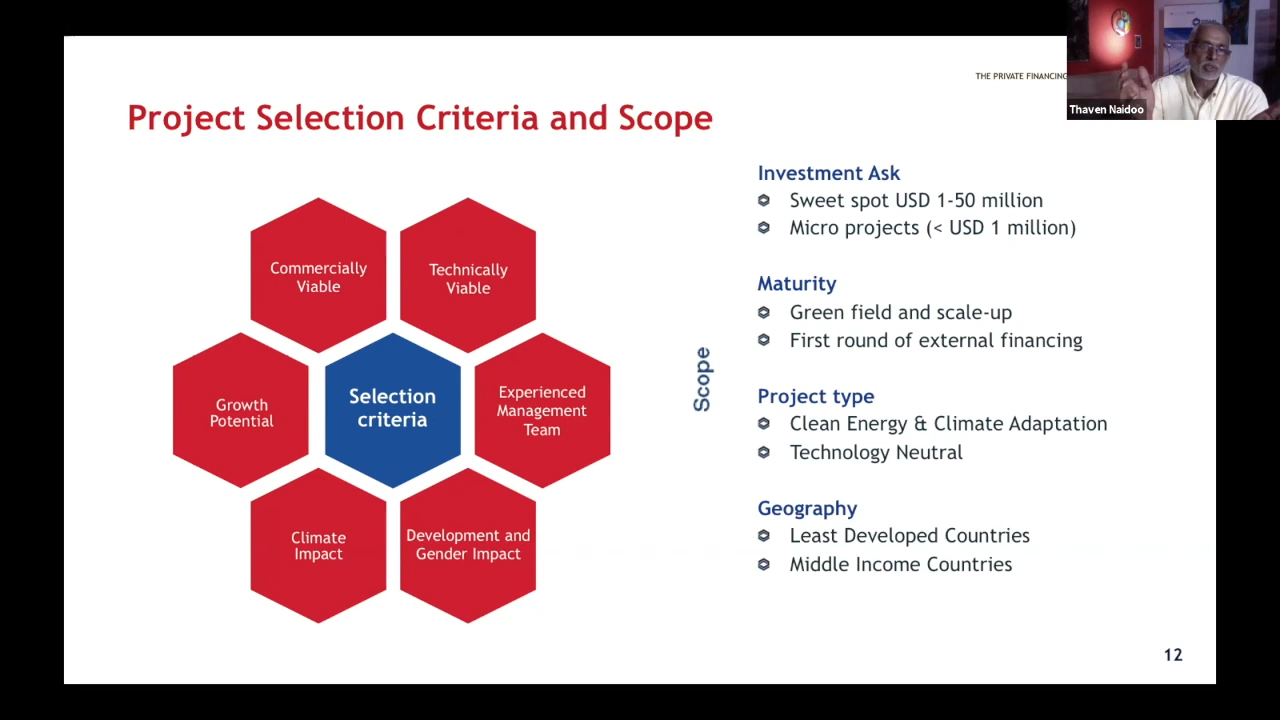 THE PRIVATE FINANCING
Thaven Naidoo
Project Selection Criteria and Scope
Commercially
Viable
Technically
Viable
Growth
Potential
Selection
criteria
Experienced
Management
Team
Climate
Impact
Development and
Gender Impact
Scope
Investment Ask
Sweet spot USD 1-50 million
Micro projects (< USD 1 million)
Maturity
Green field and scale-up
First round of external financing
Project type
Clean Energy & Climate Adaptation
Technology Neutral
Geography
Least Developed Countries
Middle Income Countries
12